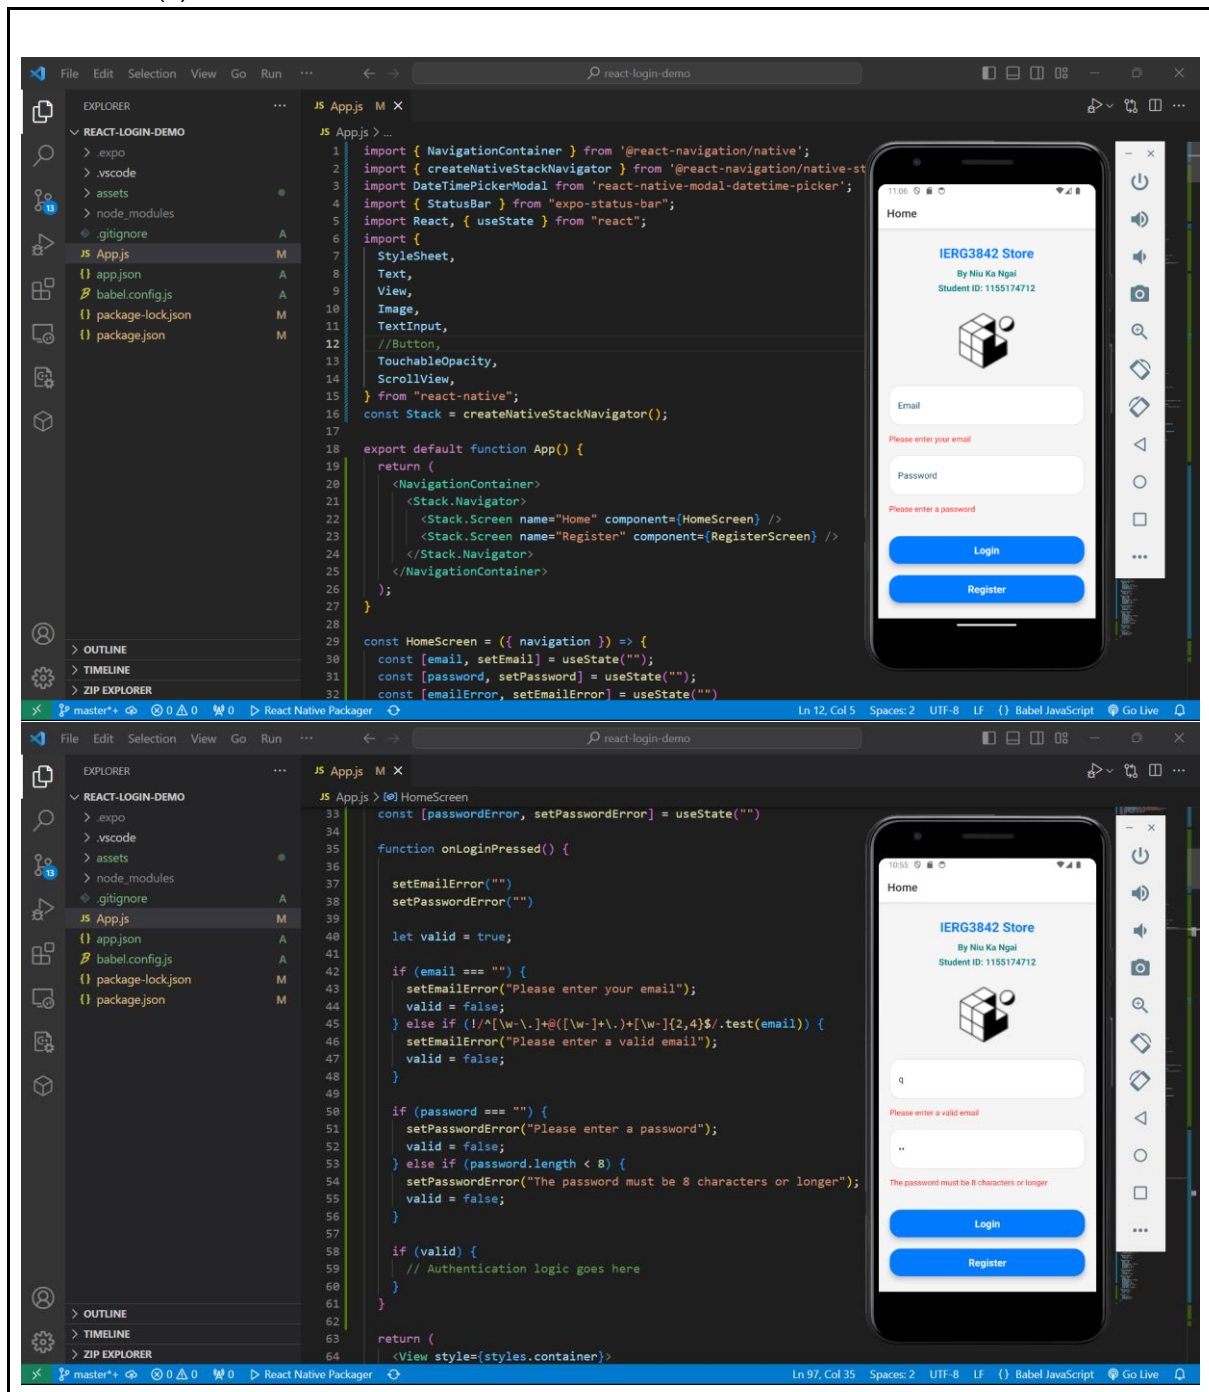 File Edit Selection View Go Run ··· react-login-demo
EXPLORER ···
REACT-LOGIN-DEMO
.expo
.vscode
assets
node_modules
.gitignore A
JS App.js M
{} app.json A
babel.config.js A
{} package-lock.json M
{} package.json M
OUTLINE
TIMELINE
ZIP EXPLORER
13
JS App.js M ×
JS App.js > ...
1 import { NavigationContainer } from '@react-navigation/native';
2 import { createNativeStackNavigator } from '@react-navigation/native-st
3 import DateTimePickerModal from 'react-native-modal-datetime-picker';
4 import { StatusBar } from "expo-status-bar";
5 import React, { useState } from "react";
6 import {
7 StyleSheet,
8 Text,
9 View,
10 Image,
11 TextInput,
12 //Button,
13 TouchableOpacity,
14 ScrollView,
15 } from "react-native";
16 const Stack = createNativeStackNavigator();
17
18 export default function App() {
19 return (
20 <NavigationContainer>
21 <Stack.Navigator>
22 <Stack.Screen name="Home" component={HomeScreen} />
23 <Stack.Screen name="Register" component={RegisterScreen} />
24 </Stack.Navigator>
25 </NavigationContainer>
26 );
27 }
28
29 const HomeScreen = ({ navigation }) => {
30 const [email, setEmail] = useState("");
31 const [password, setPassword] = useState("");
32 const [emailError, setEmailError] = useState("")
11:06
Home
IERG3842 Store
By Niu Ka Ngai
Student ID: 1155174712
Email
Please enter your email
Password
Please enter a password
Login
Register
master*+ 0 0 0 React Native Packager Ln 12, Col 5 Spaces: 2 UTF-8 LF {} Babel JavaScript Go Live
File Edit Selection View Go Run ··· react-login-demo
EXPLORER ···
REACT-LOGIN-DEMO
.expo
.vscode
assets
node_modules
.gitignore A
JS App.js M
{} app.json A
babel.config.js A
{} package-lock.json M
{} package.json M
OUTLINE
TIMELINE
ZIP EXPLORER
13
JS App.js M ×
JS App.js > HomeScreen
33 const [passwordError, setPasswordError] = useState("")
34
35 function onLoginPressed() {
36
37 setEmailError("")
38 setPasswordError("")
39
40 let valid = true;
41
42 if (email === "") {
43 setEmailError("Please enter your email");
44 valid = false;
45 } else if (!/^[\w-\.]+@([\w-]+\.)+[\w-]{2,4}$/.test(email)) {
46 setEmailError("Please enter a valid email");
47 valid = false;
48 }
49
50 if (password === "") {
51 setPasswordError("Please enter a password");
52 valid = false;
53 } else if (password.length < 8) {
54 setPasswordError("The password must be 8 characters or longer");
55 valid = false;
56 }
57
58 if (valid) {
59 // Authentication logic goes here
60 }
61 }
62
63 return (
64 <View style={styles.container}>
10:55
Home
IERG3842 Store
By Niu Ka Ngai
Student ID: 1155174712
q
Please enter a valid email
••
The password must be 8 characters or longer
Login
Register
master*+ 0 0 0 React Native Packager Ln 97, Col 35 Spaces: 2 UTF-8 LF {} Babel JavaScript Go Live